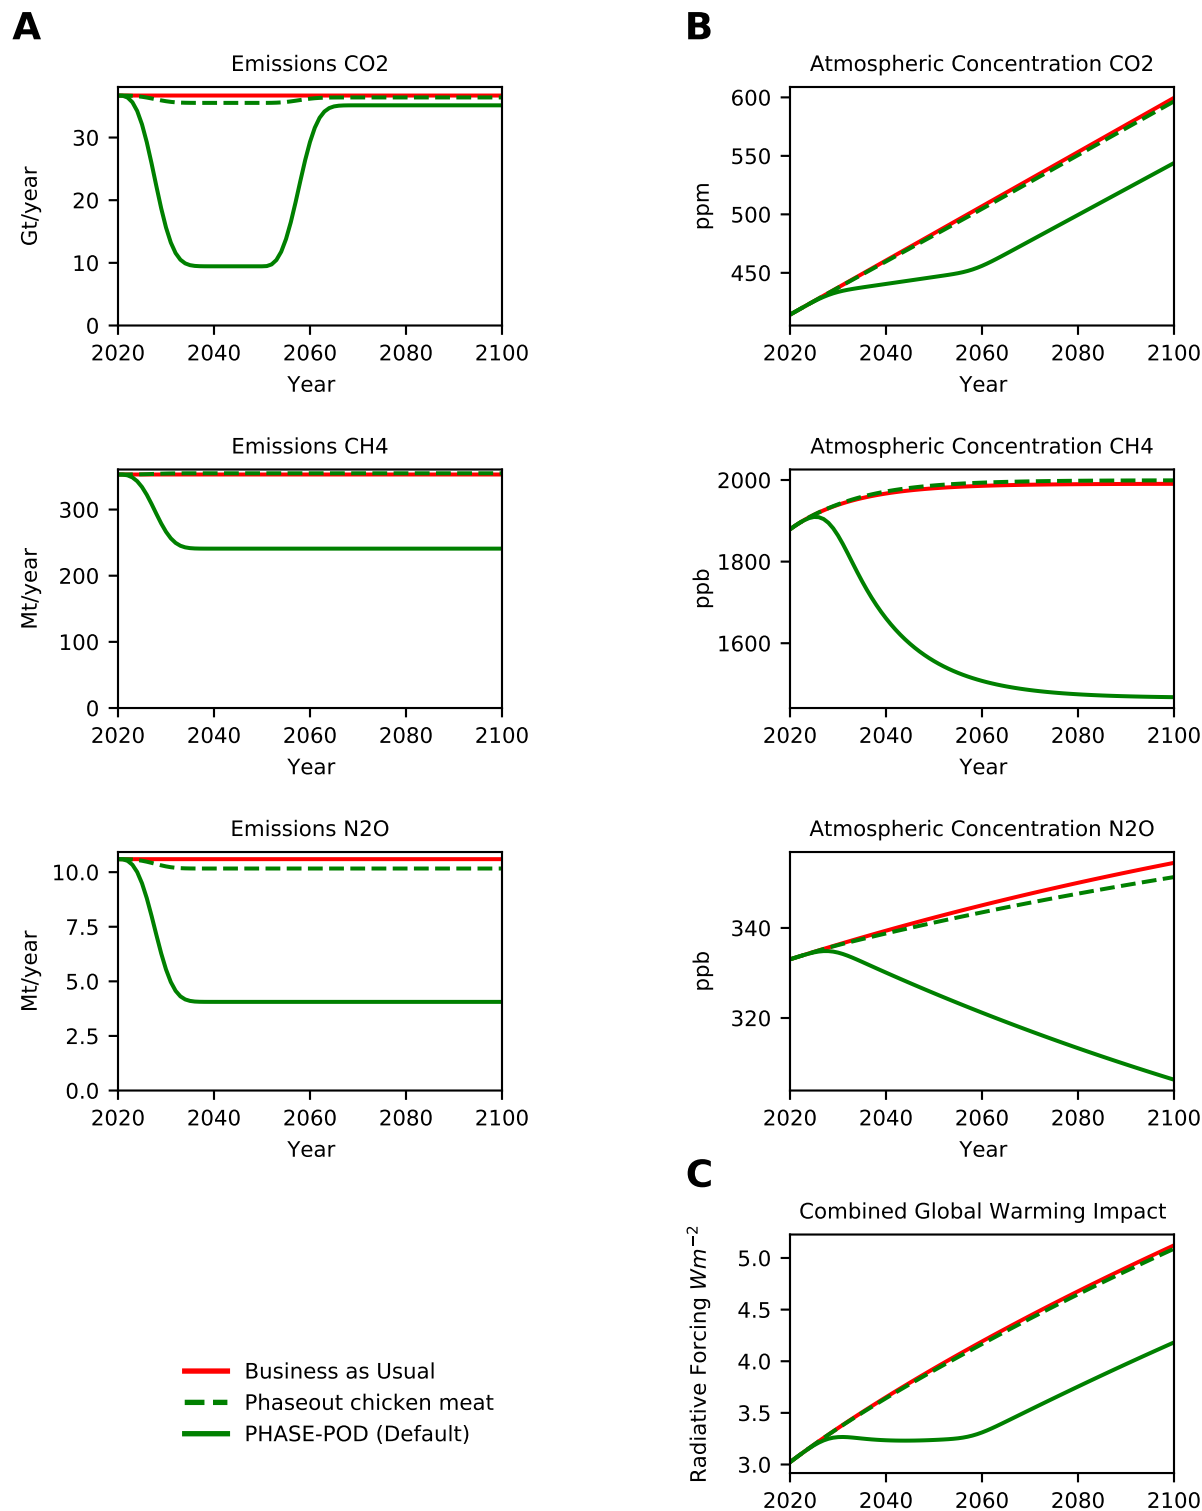 A
B
Emissions CO2
Atmospheric Concentration CO2
Gt/year
30
20
10
0
2020 2040 2060 2080 2100
Year
ppm
600
550
500
450
2020 2040 2060 2080 2100
Year
Emissions CH4
Atmospheric Concentration CH4
Mt/year
300
200
100
0
2020 2040 2060 2080 2100
Year
ppb
2000
1800
1600
2020 2040 2060 2080 2100
Year
Emissions N2O
Atmospheric Concentration N2O
Mt/year
10.0
7.5
5.0
2.5
0.0
2020 2040 2060 2080 2100
Year
ppb
340
320
2020 2040 2060 2080 2100
Year
C
Combined Global Warming Impact
Radiative Forcing Wm⁻²
5.0
4.5
4.0
3.5
3.0
2020 2040 2060 2080 2100
Business as Usual
Phaseout chicken meat
PHASE-POD (Default)